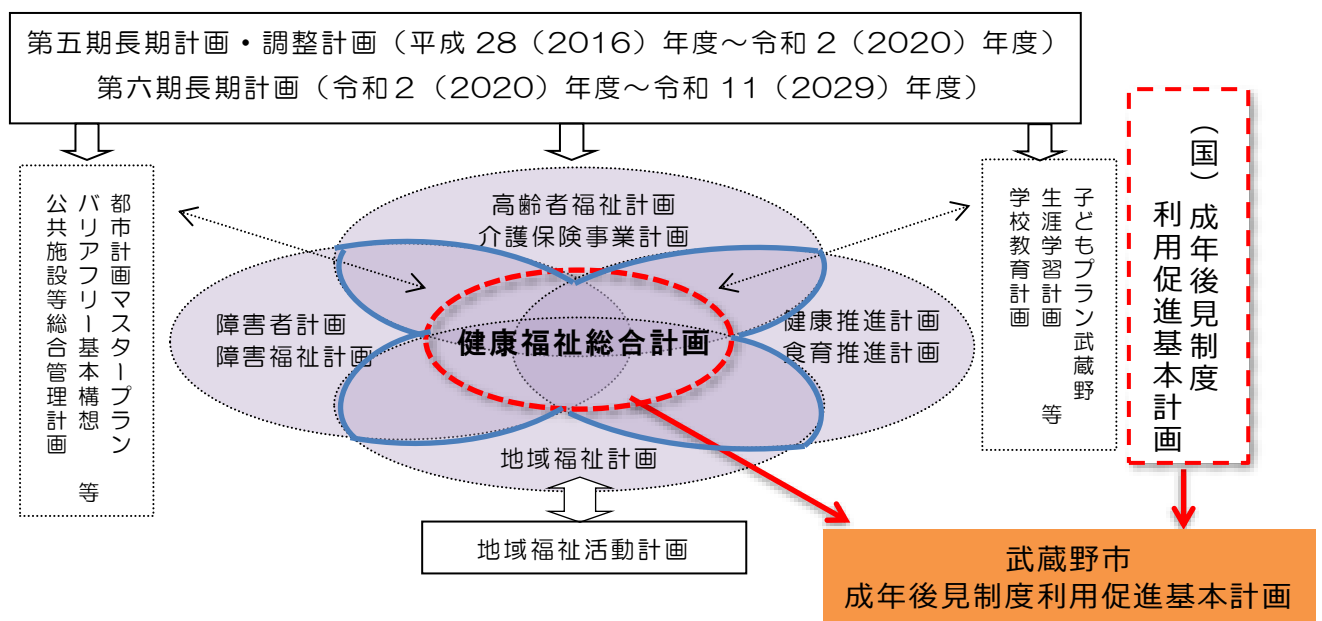 第五期長期計画・調整計画（平成 28（2016）年度～令和 2（2020）年度）
第六期長期計画（令和２（2020）年度～令和 11（2029）年度）
都市計画マスタープラン
バリアフリー基本構想　等
公共施設等総合管理計画
高齢者福祉計画
介護保険事業計画
障害者計画
障害福祉計画
健康福祉総合計画
健康推進計画
食育推進計画
地域福祉計画
地域福祉活動計画
子どもプラン武蔵野
生涯学習計画　等
学校教育計画
（国）成年後見制度
利用促進基本計画
武蔵野市
成年後見制度利用促進基本計画